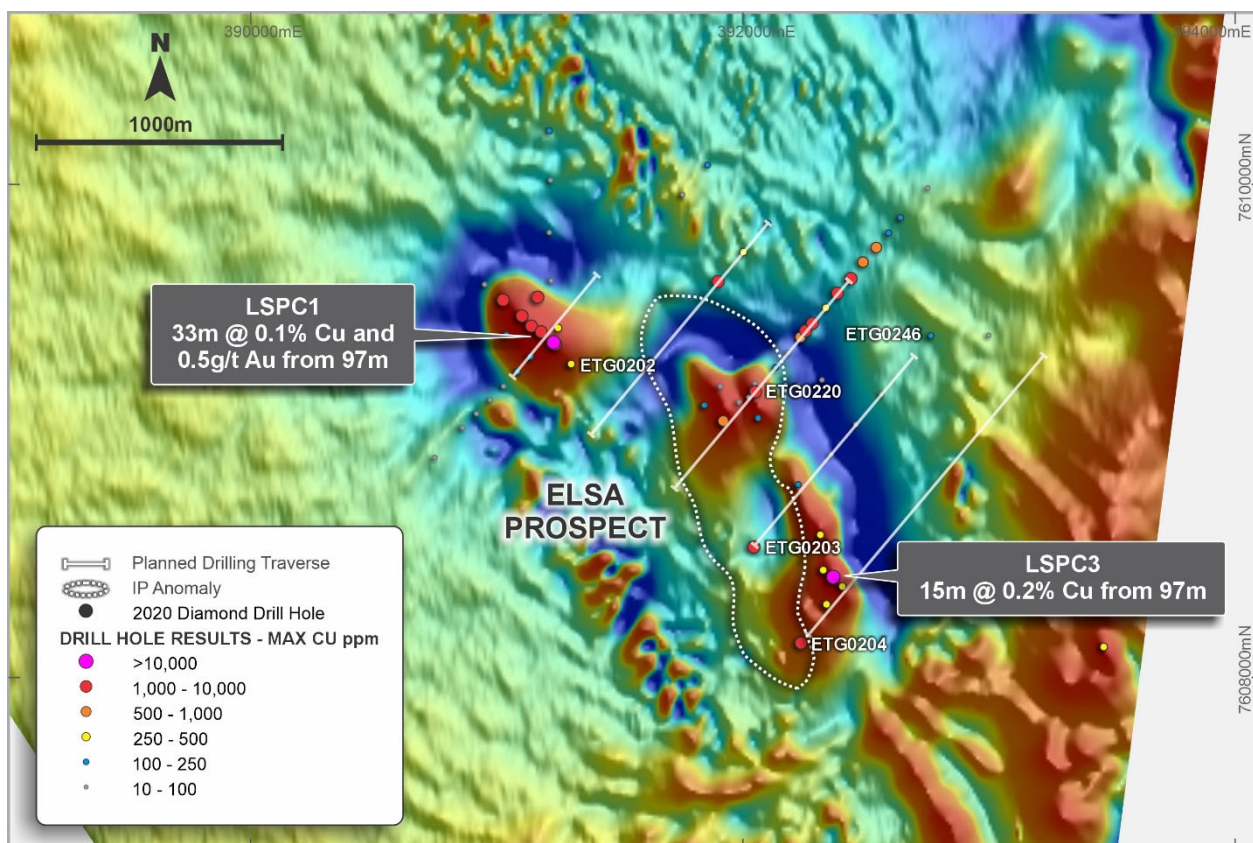 390000mE
392000mE
394000mE
N
1000m
7610000mN
LSPC1
33m @ 0.1% Cu and
0.5g/t Au from 97m
ETG0246
ETG0202
ETG0220
ELSA
PROSPECT
ETG0203
LSPC3
15m @ 0.2% Cu from 97m
ETG0204
7608000mN
Planned Drilling Traverse
IP Anomaly
2020 Diamond Drill Hole
DRILL HOLE RESULTS - MAX CU ppm
>10,000
1,000 - 10,000
500 - 1,000
250 - 500
100 - 250
10 - 100